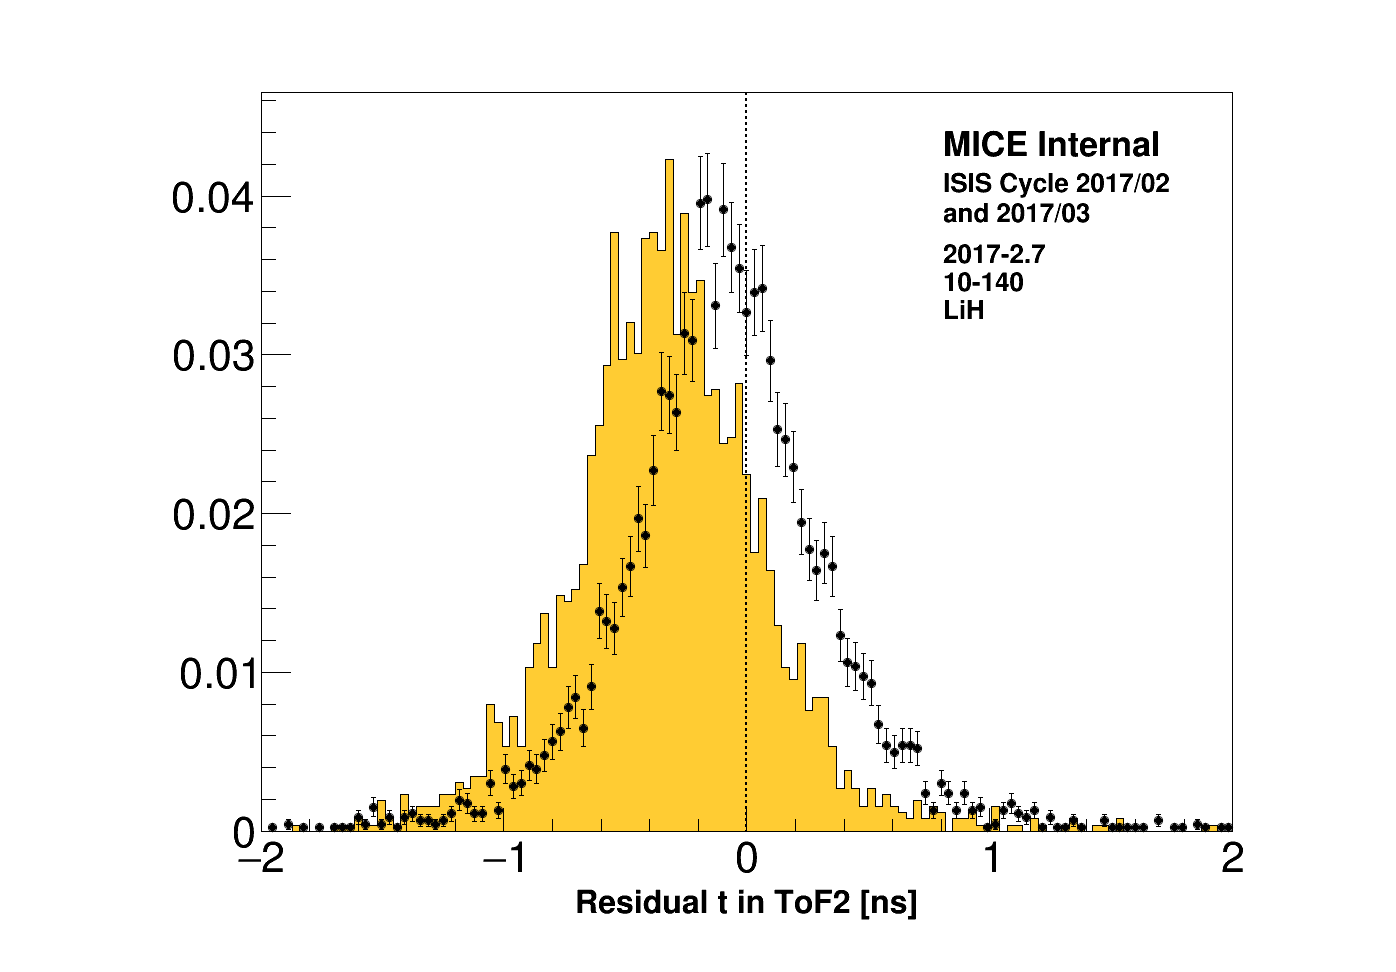 MICE Internal
ISIS Cycle 2017/02
and 2017/03
2017-2.7
10-140
LiH
0.04
0.03
0.02
0.01
0
−2 −1 0 1 2
Residual t in ToF2 [ns]